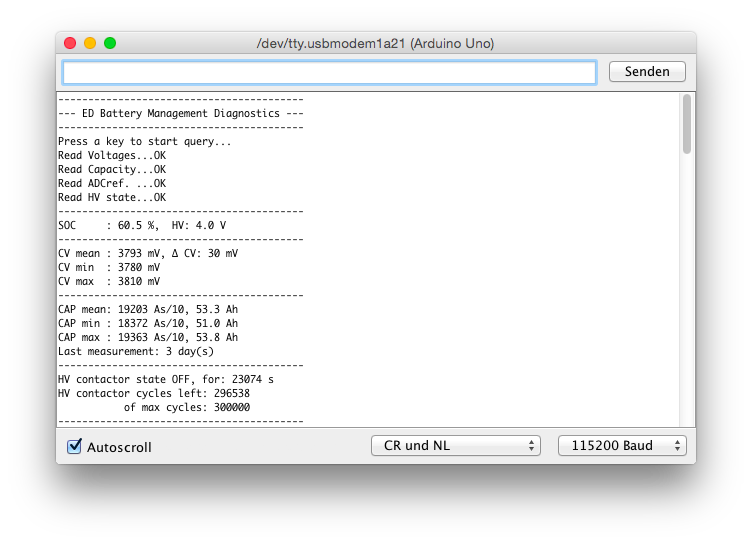 /dev/tty.usbmodem1a21 (Arduino Uno)
Senden
-----------------------------------------
--- ED Battery Management Diagnostics ---
-----------------------------------------
Press a key to start query...
Read Voltages...OK
Read Capacity...OK
Read ADCref. ...OK
Read HV state...OK
-----------------------------------------
SOC     : 60.5 %,  HV: 4.0 V
-----------------------------------------
CV mean : 3793 mV, Δ CV: 30 mV
CV min  : 3780 mV
CV max  : 3810 mV
-----------------------------------------
CAP mean: 19203 As/10, 53.3 Ah
CAP min : 18372 As/10, 51.0 Ah
CAP max : 19363 As/10, 53.8 Ah
Last measurement: 3 day(s)
-----------------------------------------
HV contactor state OFF, for: 23074 s
HV contactor cycles left: 296538
           of max cycles: 300000
-----------------------------------------
Autoscroll
CR und NL
115200 Baud